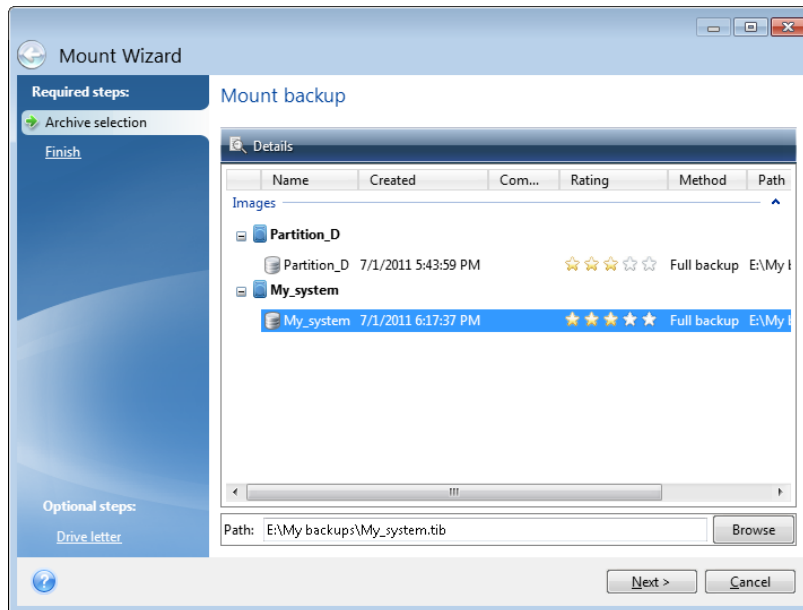 Mount Wizard
Required steps:
Archive selection
Finish
Optional steps:
Drive letter
Mount backup
Details
Name Created Com... Rating Method Path
Images
Partition_D
Partition_D 7/1/2011 5:43:59 PM Full backup E:\My
My_system
My_system 7/1/2011 6:17:37 PM Full backup E:\My
Path: E:\My backups\My_system.tib Browse
Next > Cancel